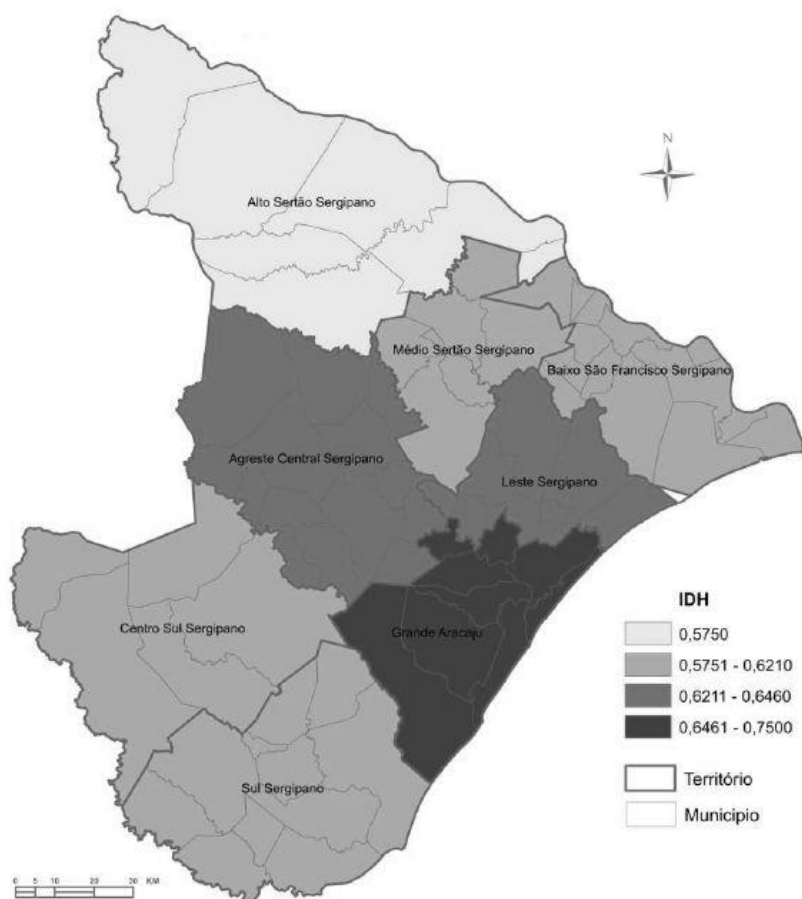 N
Alto Sertão Sergipano
Médio Sertão Sergipano
Baixo São Francisco Sergipano
Agreste Central Sergipano
Leste Sergipano
Centro Sul Sergipano
Grande Aracaju
Sul Sergipano
IDH
0,5750
0,5751 - 0,6210
0,6211 - 0,6460
0,6461 - 0,7500
Território
Municipio
0 5 10 20 30 KM